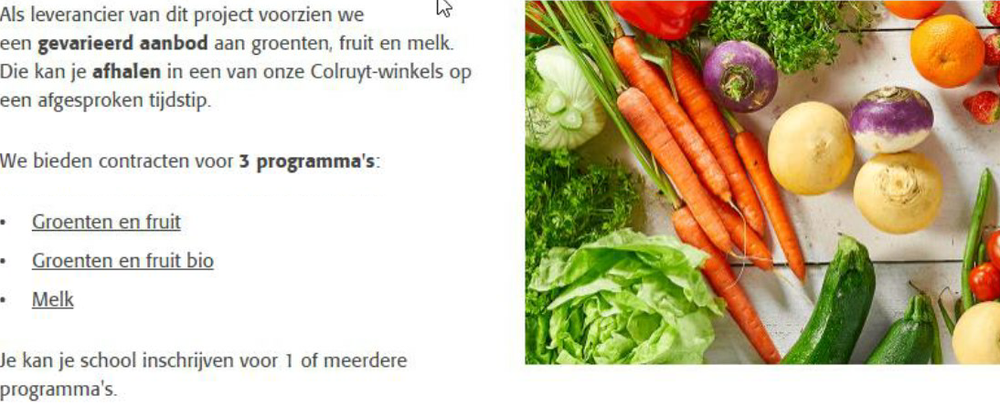 Als leverancier van dit project voorzien we
een gevarieerd aanbod aan groenten, fruit en melk.
Die kan je afhalen in een van onze Colruyt-winkels op
een afgesproken tijdstip.
We bieden contracten voor 3 programma's:
• Groenten en fruit
• Groenten en fruit bio
• Melk
Je kan je school inschrijven voor 1 of meerdere
programma's.